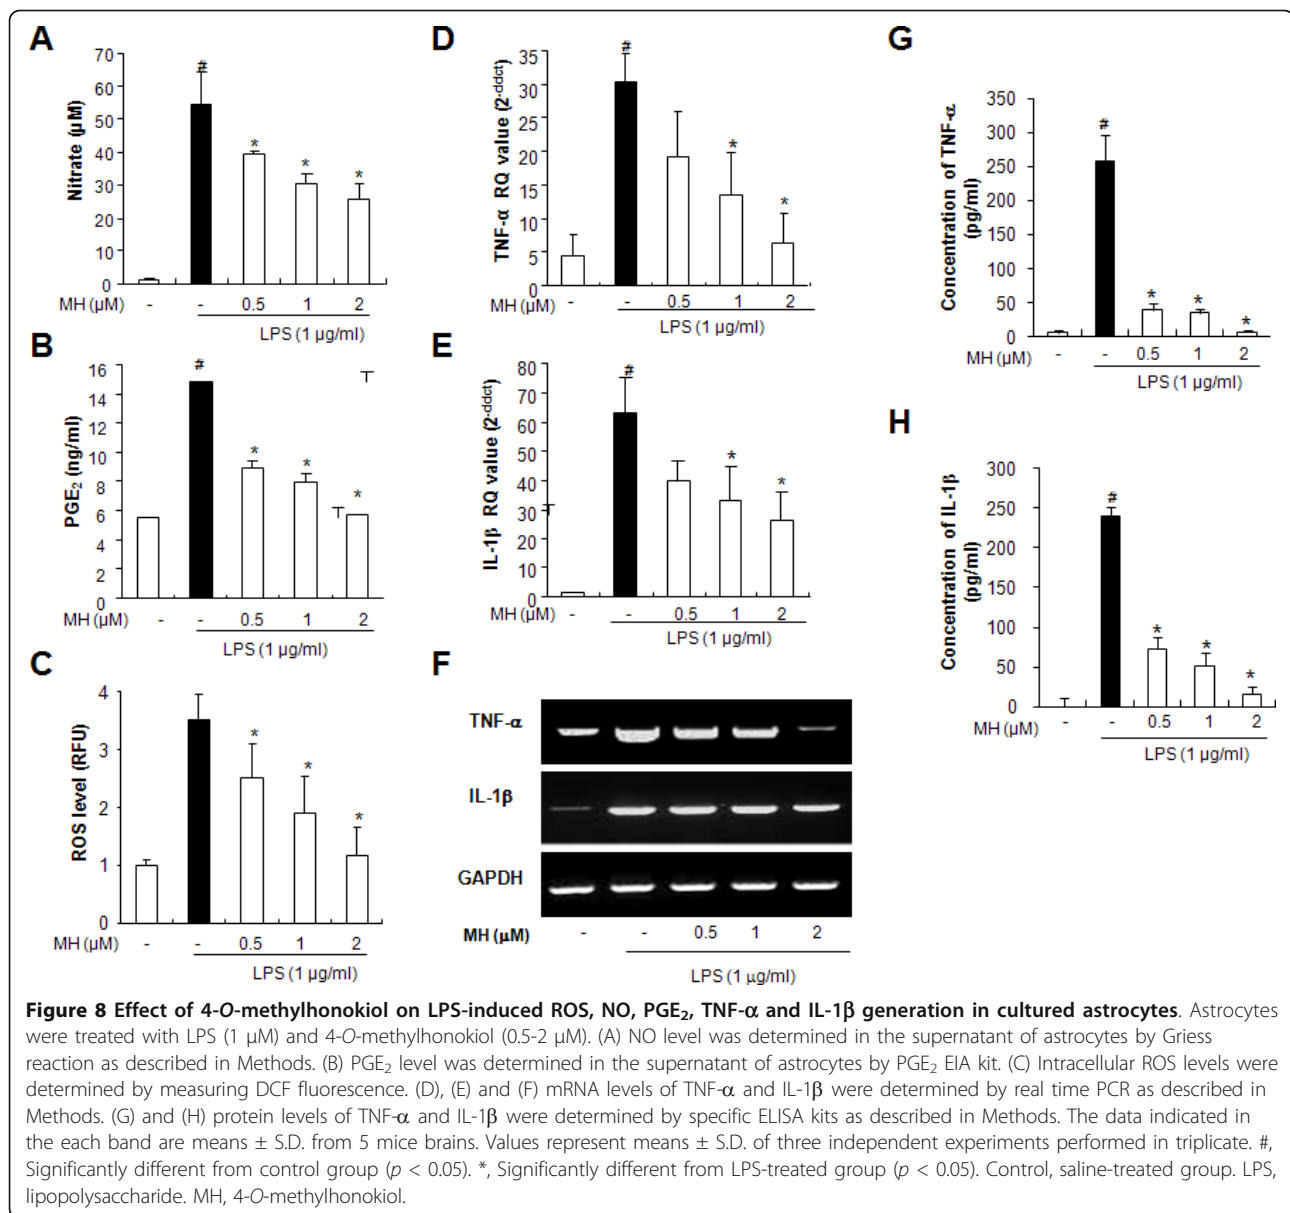 A
Nitrate (µM)
70
60
50
40
30
20
10
0
#
*
*
*
MH (µM)
-
-
0.5
1
2
LPS (1 µg/ml)
B
PGE₂ (ng/ml)
16
14
12
10
8
6
4
2
0
#
*
*
*
MH (µM)
-
-
0.5
1
2
LPS (1 µg/ml)
C
ROS level (RFU)
4
3
2
1
0
*
*
*
MH (µM)
-
-
0.5
1
2
LPS (1 µg/ml)
D
TNF-α RQ value (2^-ddct)
35
30
25
20
15
10
5
0
#
*
*
MH (µM)
-
-
0.5
1
2
LPS (1 µg/ml)
E
IL-1β RQ value (2^-ddct)
80
70
60
50
40
30
20
10
0
#
*
*
MH (µM)
-
-
0.5
1
2
LPS (1 µg/ml)
F
TNF-α
IL-1β
GAPDH
MH (µM)
-
-
0.5
1
2
LPS (1 µg/ml)
G
Concentration of TNF-α
(pg/ml)
350
300
250
200
150
100
50
0
#
*
*
*
MH (µM)
-
-
0.5
1
2
LPS (1 µg/ml)
H
Concentration of IL-1β
(pg/ml)
300
250
200
150
100
50
0
#
*
*
*
MH (µM)
-
-
0.5
1
2
LPS (1 µg/ml)
Figure 8 Effect of 4-O-methylhonokiol on LPS-induced ROS, NO, PGE₂, TNF-α and IL-1β generation in cultured astrocytes. Astrocytes
were treated with LPS (1 µM) and 4-O-methylhonokiol (0.5-2 µM). (A) NO level was determined in the supernatant of astrocytes by Griess
reaction as described in Methods. (B) PGE₂ level was determined in the supernatant of astrocytes by PGE₂ EIA kit. (C) Intracellular ROS levels were
determined by measuring DCF fluorescence. (D), (E) and (F) mRNA levels of TNF-α and IL-1β were determined by real time PCR as described in
Methods. (G) and (H) protein levels of TNF-α and IL-1β were determined by specific ELISA kits as described in Methods. The data indicated in
the each band are means ± S.D. from 5 mice brains. Values represent means ± S.D. of three independent experiments performed in triplicate. #,
Significantly different from control group (p < 0.05). *, Significantly different from LPS-treated group (p < 0.05). Control, saline-treated group. LPS,
lipopolysaccharide. MH, 4-O-methylhonokiol.